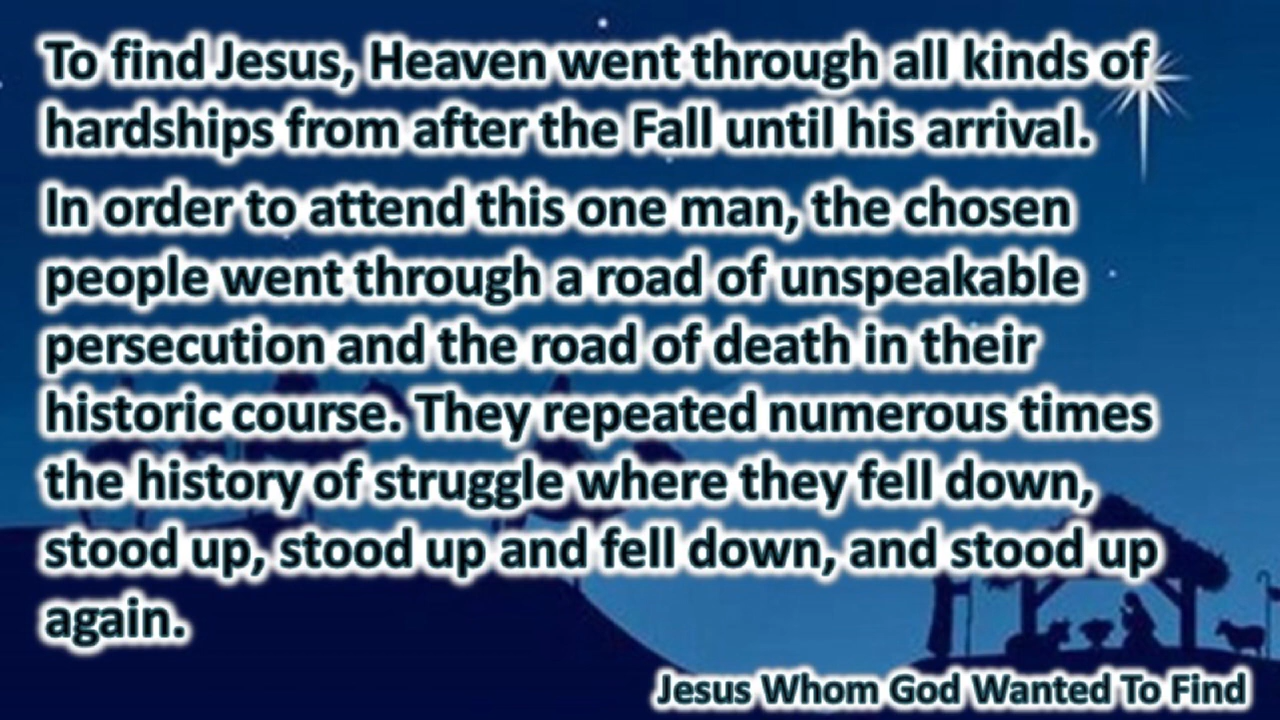 To find Jesus, Heaven went through all kinds of
hardships from after the Fall until his arrival.
In order to attend this one man, the chosen
people went through a road of unspeakable
persecution and the road of death in their
historic course. They repeated numerous times
the history of struggle where they fell down,
stood up, stood up and fell down, and stood up
again.
Jesus Whom God Wanted To Find